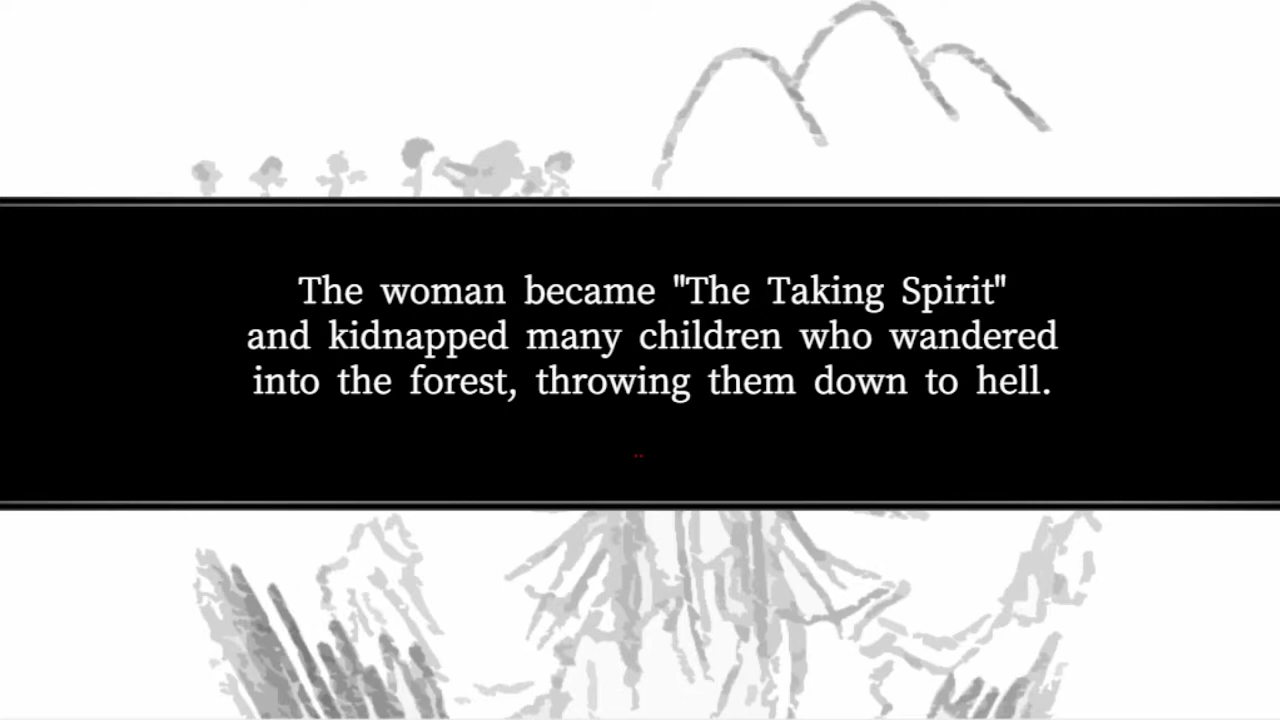 The woman became "The Taking Spirit"
and kidnapped many children who wandered
into the forest, throwing them down to hell.